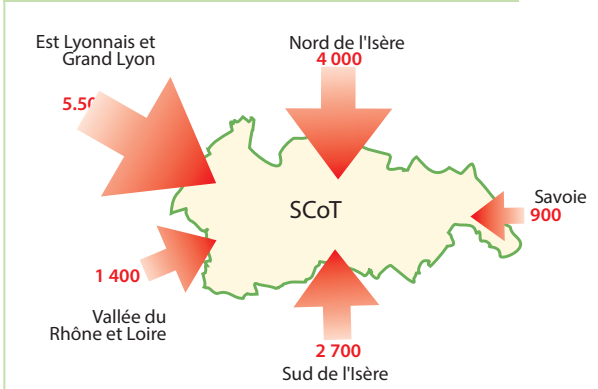 Est Lyonnais et
Grand Lyon
Nord de l'Isère
4 000
SCoT
Savoie
900
1 400
Vallée du
Rhône et Loire
2 700
Sud de l'Isère